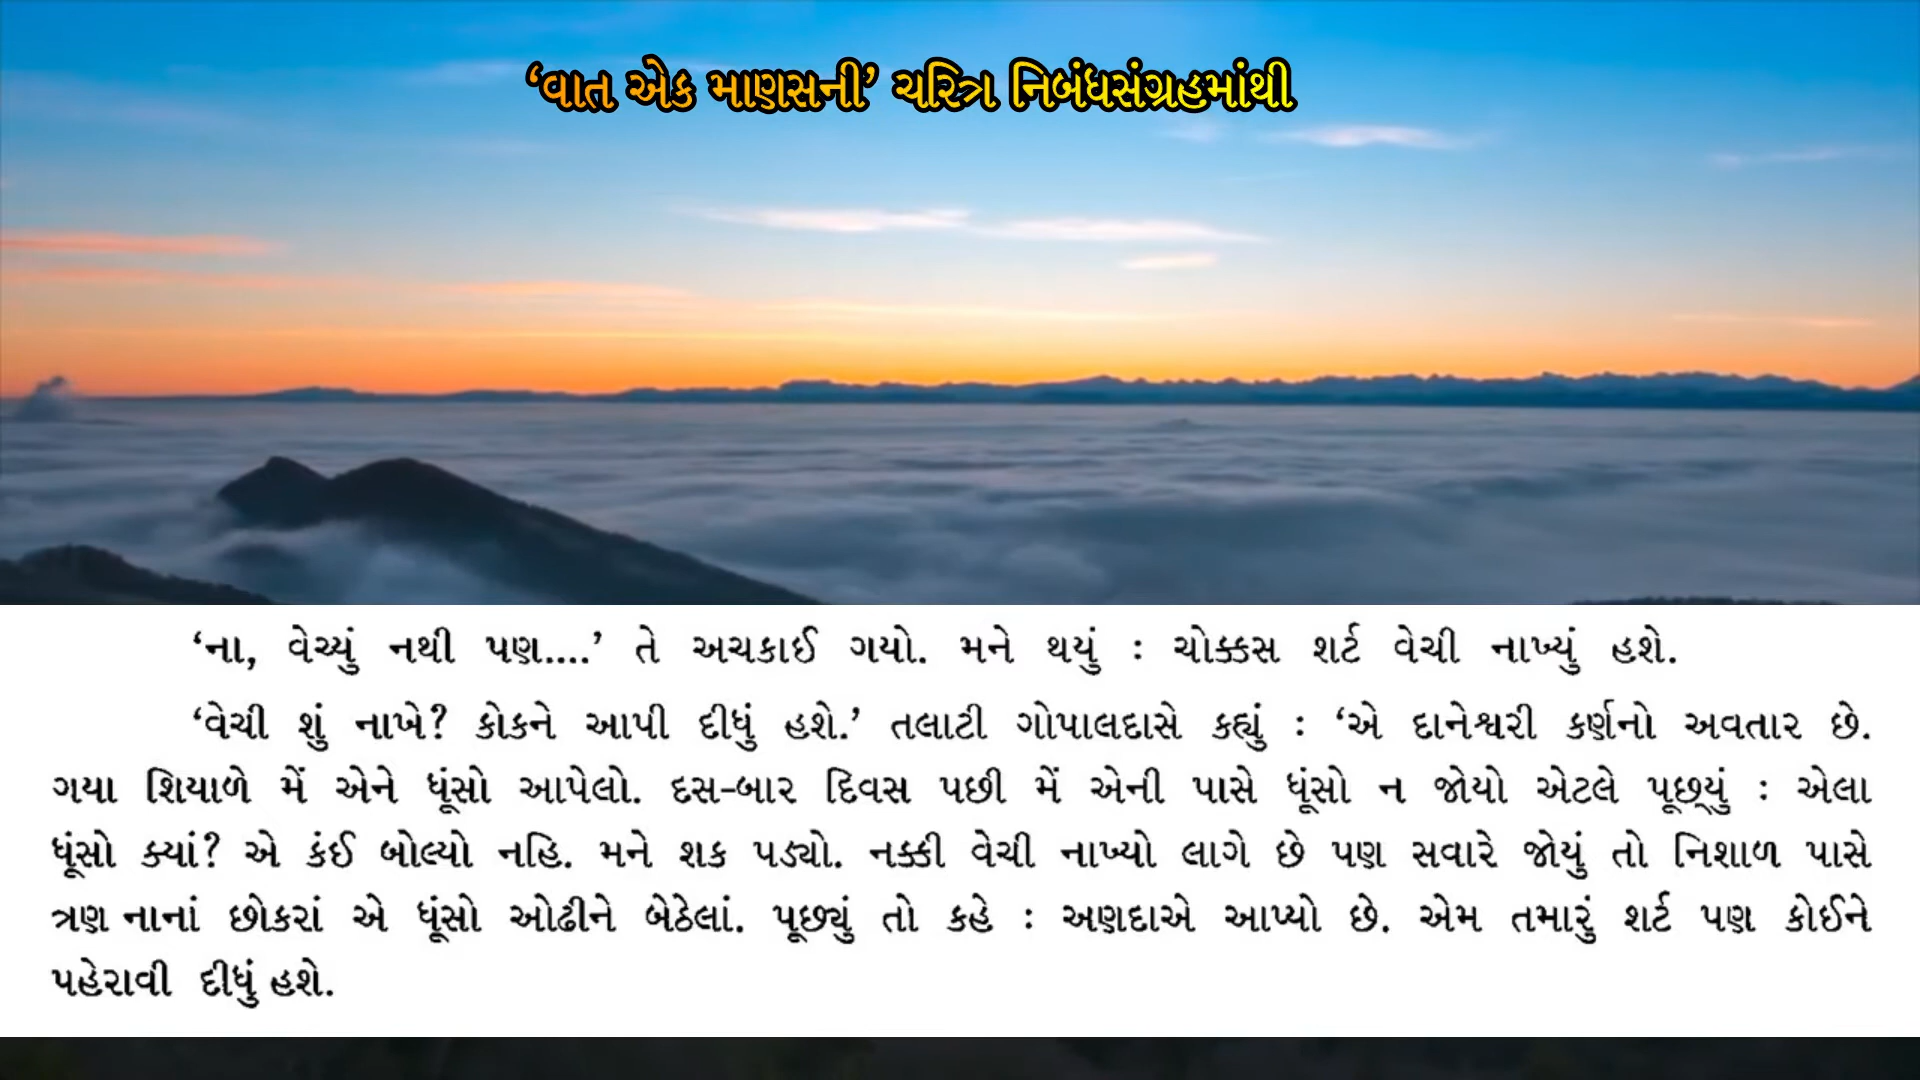 ‘વાત એક માણસની’ ચરિત્ર નિબંધસંગ્રહમાંથી
‘ના, વેચ્યું નથી પણ....’ તે અચકાઈ ગયો. મને થયું : ચોક્કસ શર્ટ વેચી નાખ્યું હશે.
‘વેચી શું નાખે? કોકને આપી દીધું હશે.’ તલાટી ગોપાલદાસે કહ્યું : ‘એ દાનેશ્વરી કર્ણનો અવતાર છે.
ગયા શિયાળે મેં એને ધૂંસો આપેલો. દસ-બાર દિવસ પછી મેં એની પાસે ધૂંસો ન જોયો એટલે પૂછ્યું : એલા
ધૂંસો ક્યાં? એ કંઈ બોલ્યો નહિ. મને શક પડ્યો. નક્કી વેચી નાખ્યો લાગે છે પણ સવારે જોયું તો નિશાળ પાસે
ત્રણ નાનાં છોકરાં એ ધૂંસો ઓઢીને બેઠેલાં. પૂછ્યું તો કહે : અણદાએ આપ્યો છે. એમ તમારું શર્ટ પણ કોઈને
પહેરાવી દીધું હશે.